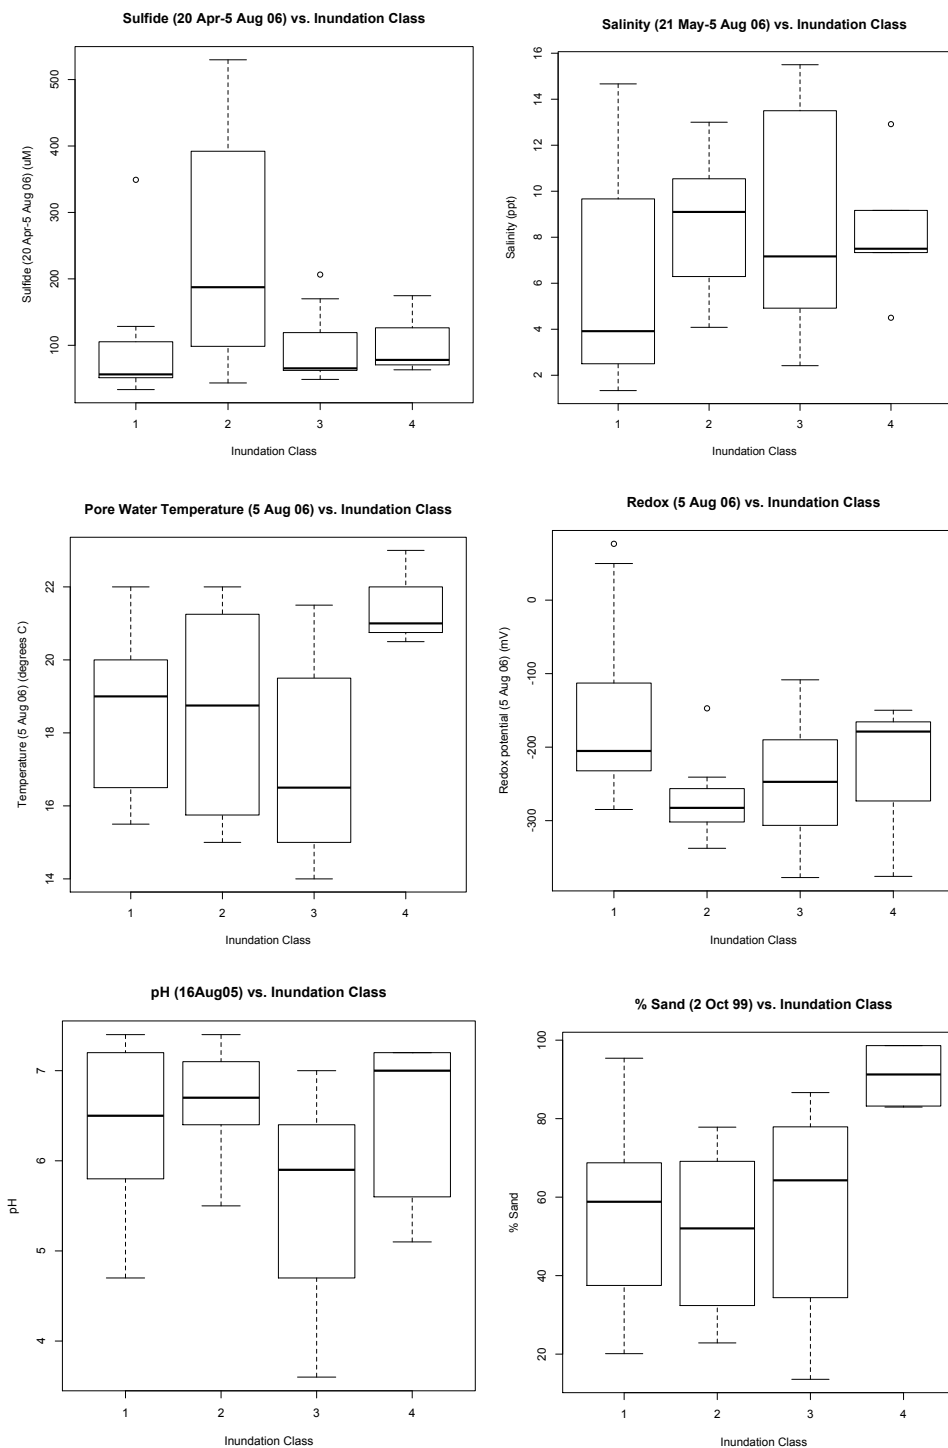 Sulfide (20 Apr-5 Aug 06) vs. Inundation Class
Sulfide (20 Apr-5 Aug 06) (uM)
500
400
300
200
100
1 2 3 4
Inundation Class
Salinity (21 May-5 Aug 06) vs. Inundation Class
Salinity (ppt)
16
14
12
10
8
6
4
2
1 2 3 4
Inundation Class
Pore Water Temperature (5 Aug 06) vs. Inundation Class
Temperature (5 Aug 06) (degrees C)
22
20
18
16
14
1 2 3 4
Inundation Class
Redox (5 Aug 06) vs. Inundation Class
Redox potential (5 Aug 06) (mV)
0
-100
-200
-300
1 2 3 4
Inundation Class
pH (16Aug05) vs. Inundation Class
pH
7
6
5
4
1 2 3 4
Inundation Class
% Sand (2 Oct 99) vs. Inundation Class
% Sand
100
80
60
40
20
1 2 3 4
Inundation Class